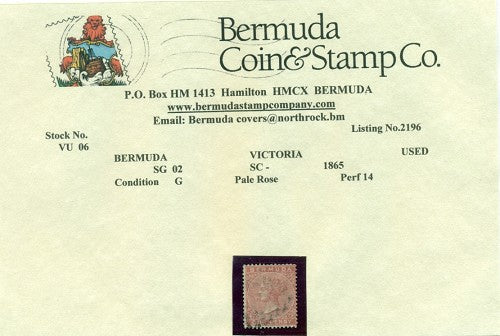 Bermuda
Coin&Stamp Co.
P.O. Box HM 1413 Hamilton HMCX BERMUDA
www.bermudastampcompany.com
Email: Bermuda covers@northrock.bm
Stock No. Listing No.2196
VU 06
BERMUDA VICTORIA USED
SG 02 SC - 1865
Condition G Pale Rose Perf 14
BERMUDA